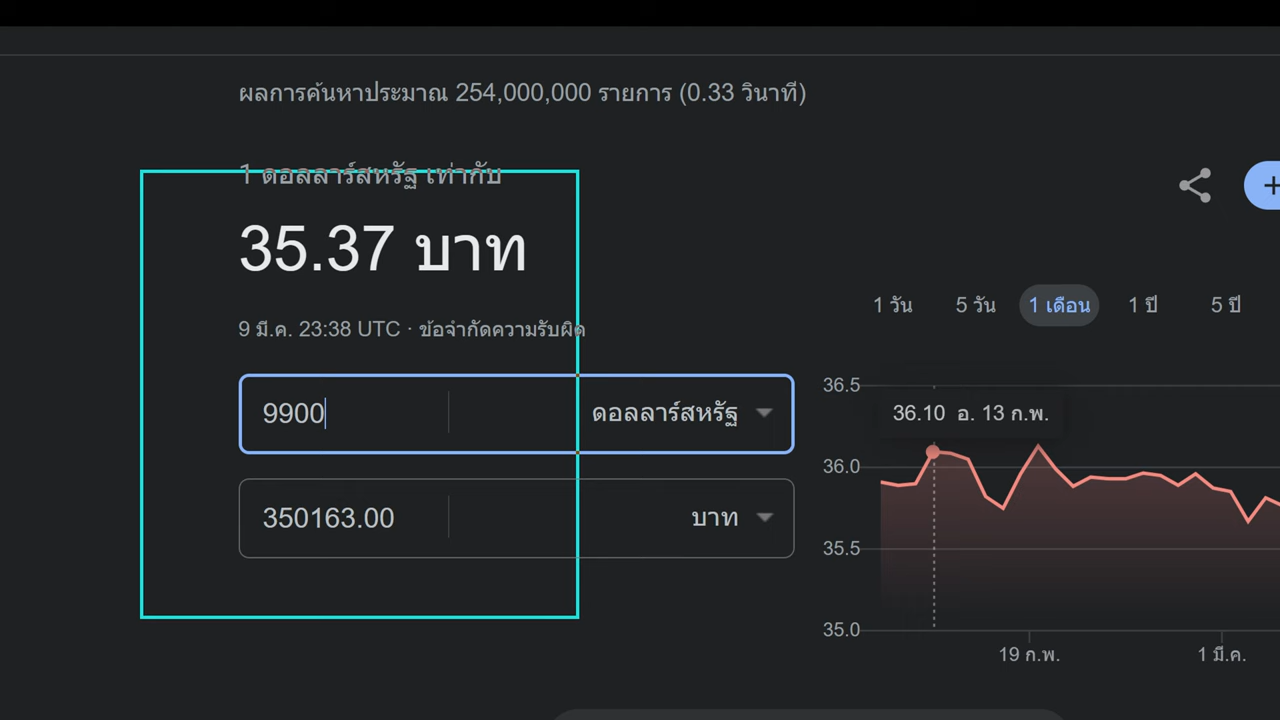 ผลการค้นหาประมาณ 254,000,000 รายการ (0.33 วินาที)
1 ดอลลาร์สหรัฐ เท่ากับ
35.37 บาท
9 มี.ค. 23:38 UTC · ข้อจำกัดความรับผิด
9900 ดอลลาร์สหรัฐ
350163.00 บาท
1 วัน 5 วัน 1 เดือน 1 ปี 5 ปี
36.5
36.10 อ. 13 ก.พ.
36.0
35.5
35.0
19 ก.พ. 1 มี.ค.